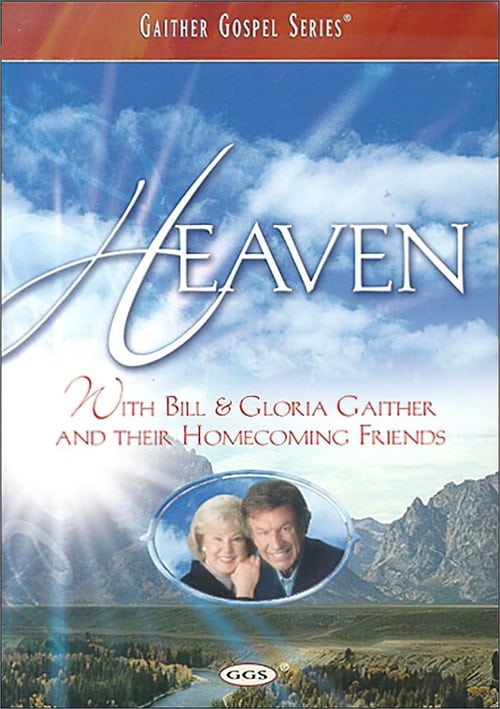 GAITHER GOSPEL SERIES®
HEAVEN
WITH BILL & GLORIA GAITHER
AND THEIR HOMECOMING FRIENDS
GGS®